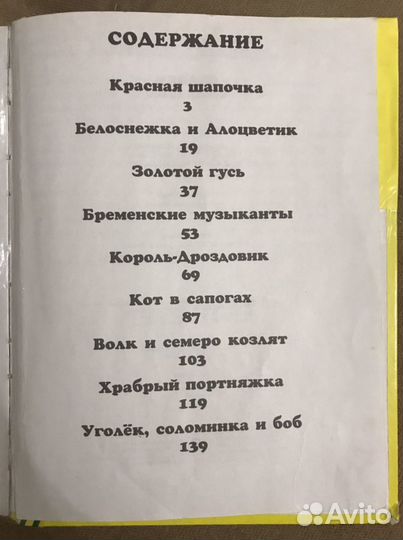 СОДЕРЖАНИЕ
Красная шапочка
3
Белоснежка и Алоцветик
19
Золотой гусь
37
Бременские музыканты
53
Король-Дроздовик
69
Кот в сапогах
87
Волк и семеро козлят
103
Храбрый портняжка
119
Уголёк, соломинка и боб
139
Avito